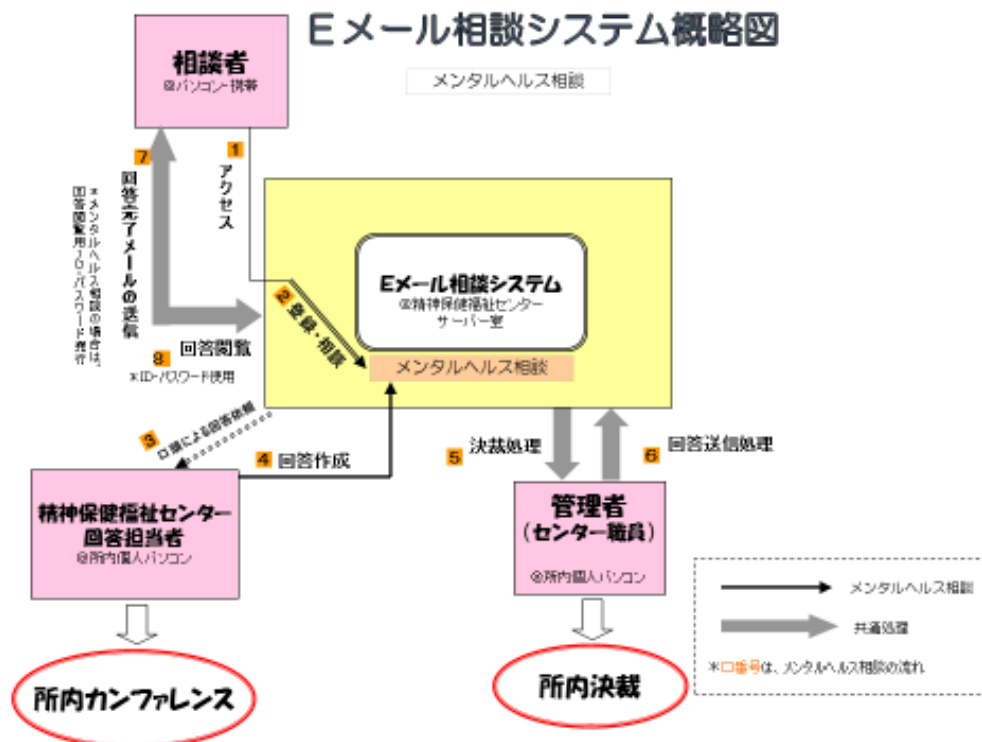 Eメール相談システム概略図
メンタルヘルス相談
相談者
@パソコン・携帯
1
アクセス
7
回答完了メールの送信
*メンタルヘルス相談の場合は、
回答閲覧用ID・パスワード発行
Eメール相談システム
@精神保健福祉センター
サーバー室
2 登録・相談
メンタルヘルス相談
8 回答閲覧
*ID・パスワード使用
3 口頭による回答依頼
4 回答作成
5 決裁処理
6 回答送信処理
精神保健福祉センター
回答担当者
@所内個人パソコン
管理者
(センター職員)
@所内個人パソコン
メンタルヘルス相談
共通処理
*口番号は、メンタルヘルス相談の流れ
所内カンファレンス
所内決裁